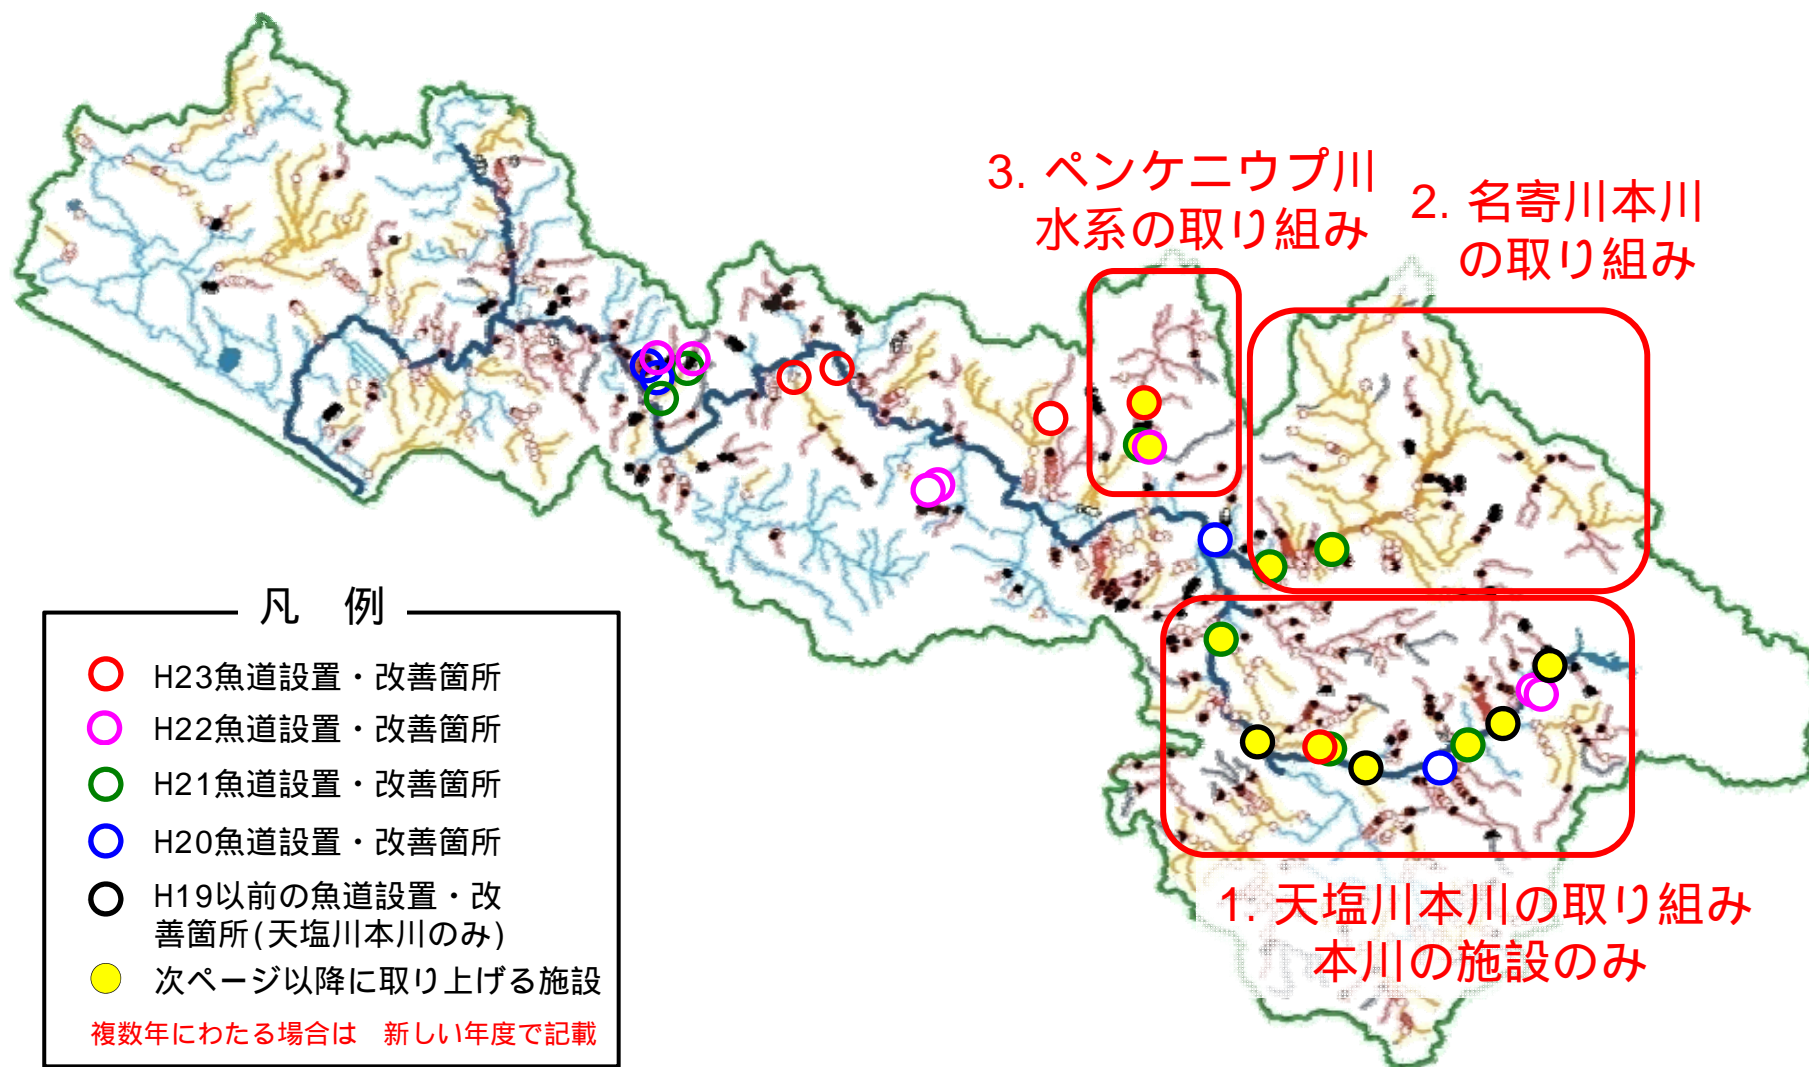 3. ペンケニウプ川
水系の取り組み
2. 名寄川本川
の取り組み
1. 天塩川本川の取り組み
本川の施設のみ
凡　例
H23魚道設置・改善箇所
H22魚道設置・改善箇所
H21魚道設置・改善箇所
H20魚道設置・改善箇所
H19以前の魚道設置・改
善箇所(天塩川本川のみ)
次ページ以降に取り上げる施設
複数年にわたる場合は　新しい年度で記載